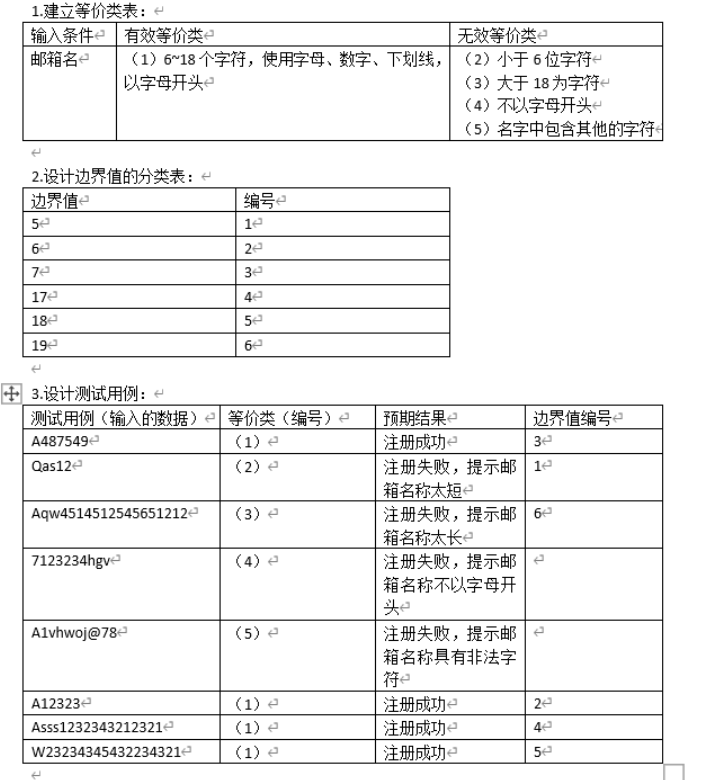 1.建立等价类表：
输入条件 有效等价类 无效等价类
邮箱名 （1）6~18个字符，使用字母、数字、下划线，以字母开头 （2）小于6位字符
（3）大于18为字符
（4）不以字母开头
（5）名字中包含其他的字符
2.设计边界值的分类表：
边界值 编号
5 1
6 2
7 3
17 4
18 5
19 6
3.设计测试用例：
测试用例（输入的数据） 等价类（编号） 预期结果 边界值编号
A487549 （1） 注册成功 3
Qas12 （2） 注册失败，提示邮箱名称太短 1
Aqw4514512545651212 （3） 注册失败，提示邮箱名称太长 6
7123234hgv （4） 注册失败，提示邮箱名称不以字母开头
A1vhwoj@78 （5） 注册失败，提示邮箱名称具有非法字符
A12323 （1） 注册成功 2
Asss1232343212321 （1） 注册成功 4
W23234345432234321 （1） 注册成功 5